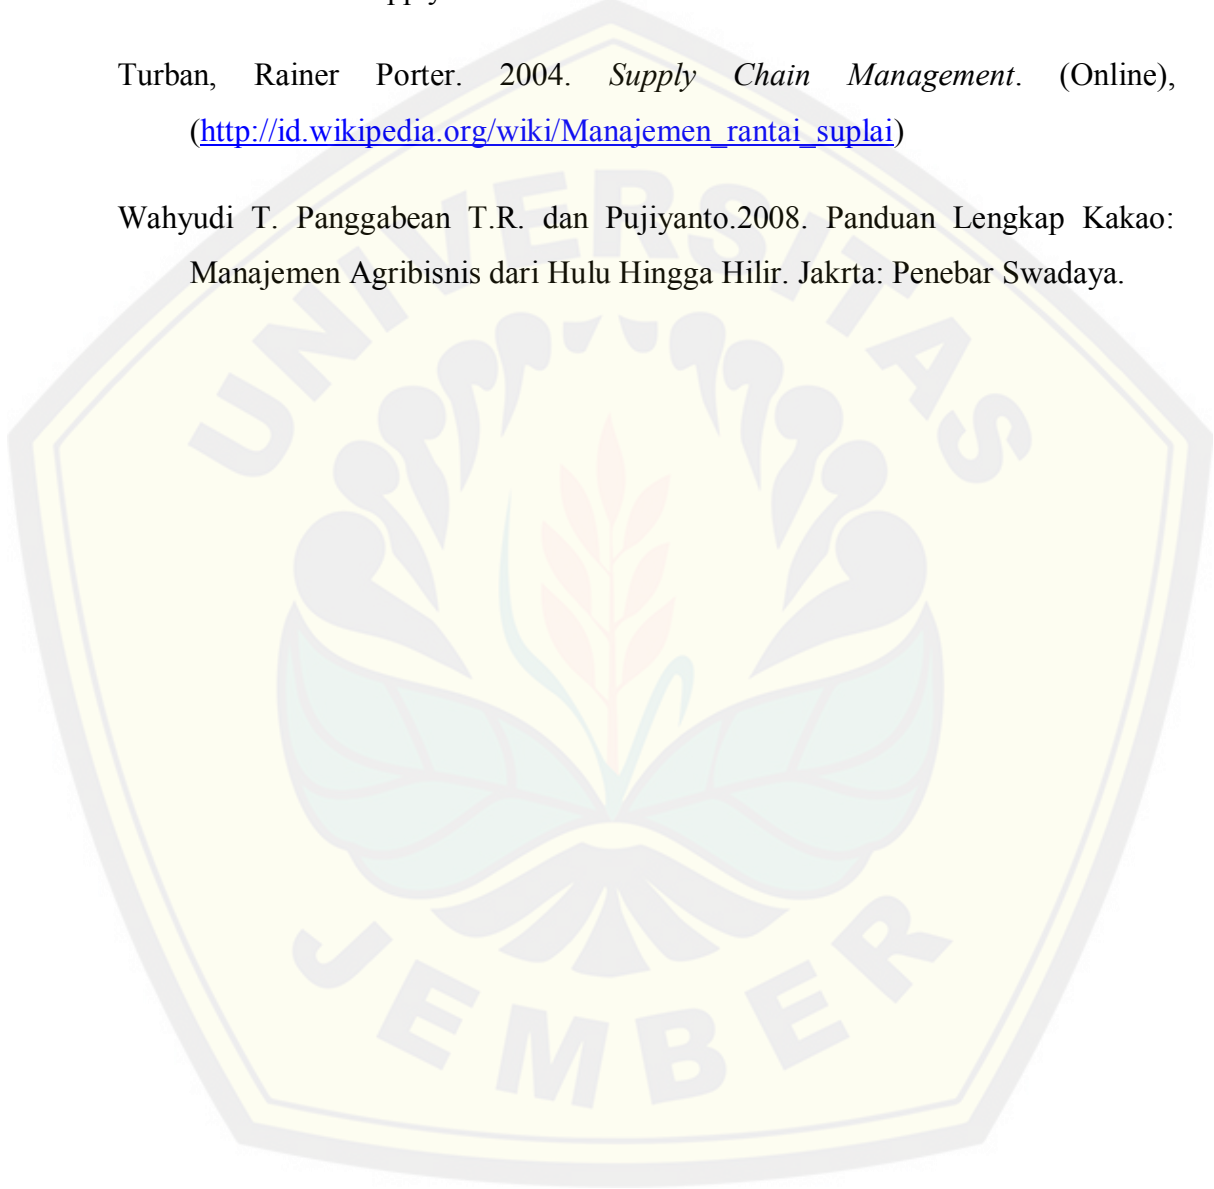 Turban, Rainer Porter. 2004. Supply Chain Management. (Online),
(http://id.wikipedia.org/wiki/Manajemen_rantai_suplai)
Wahyudi T. Panggabean T.R. dan Pujiyanto.2008. Panduan Lengkap Kakao:
Manajemen Agribisnis dari Hulu Hingga Hilir. Jakrta: Penebar Swadaya.
UNIVERSITAS
JEMBER